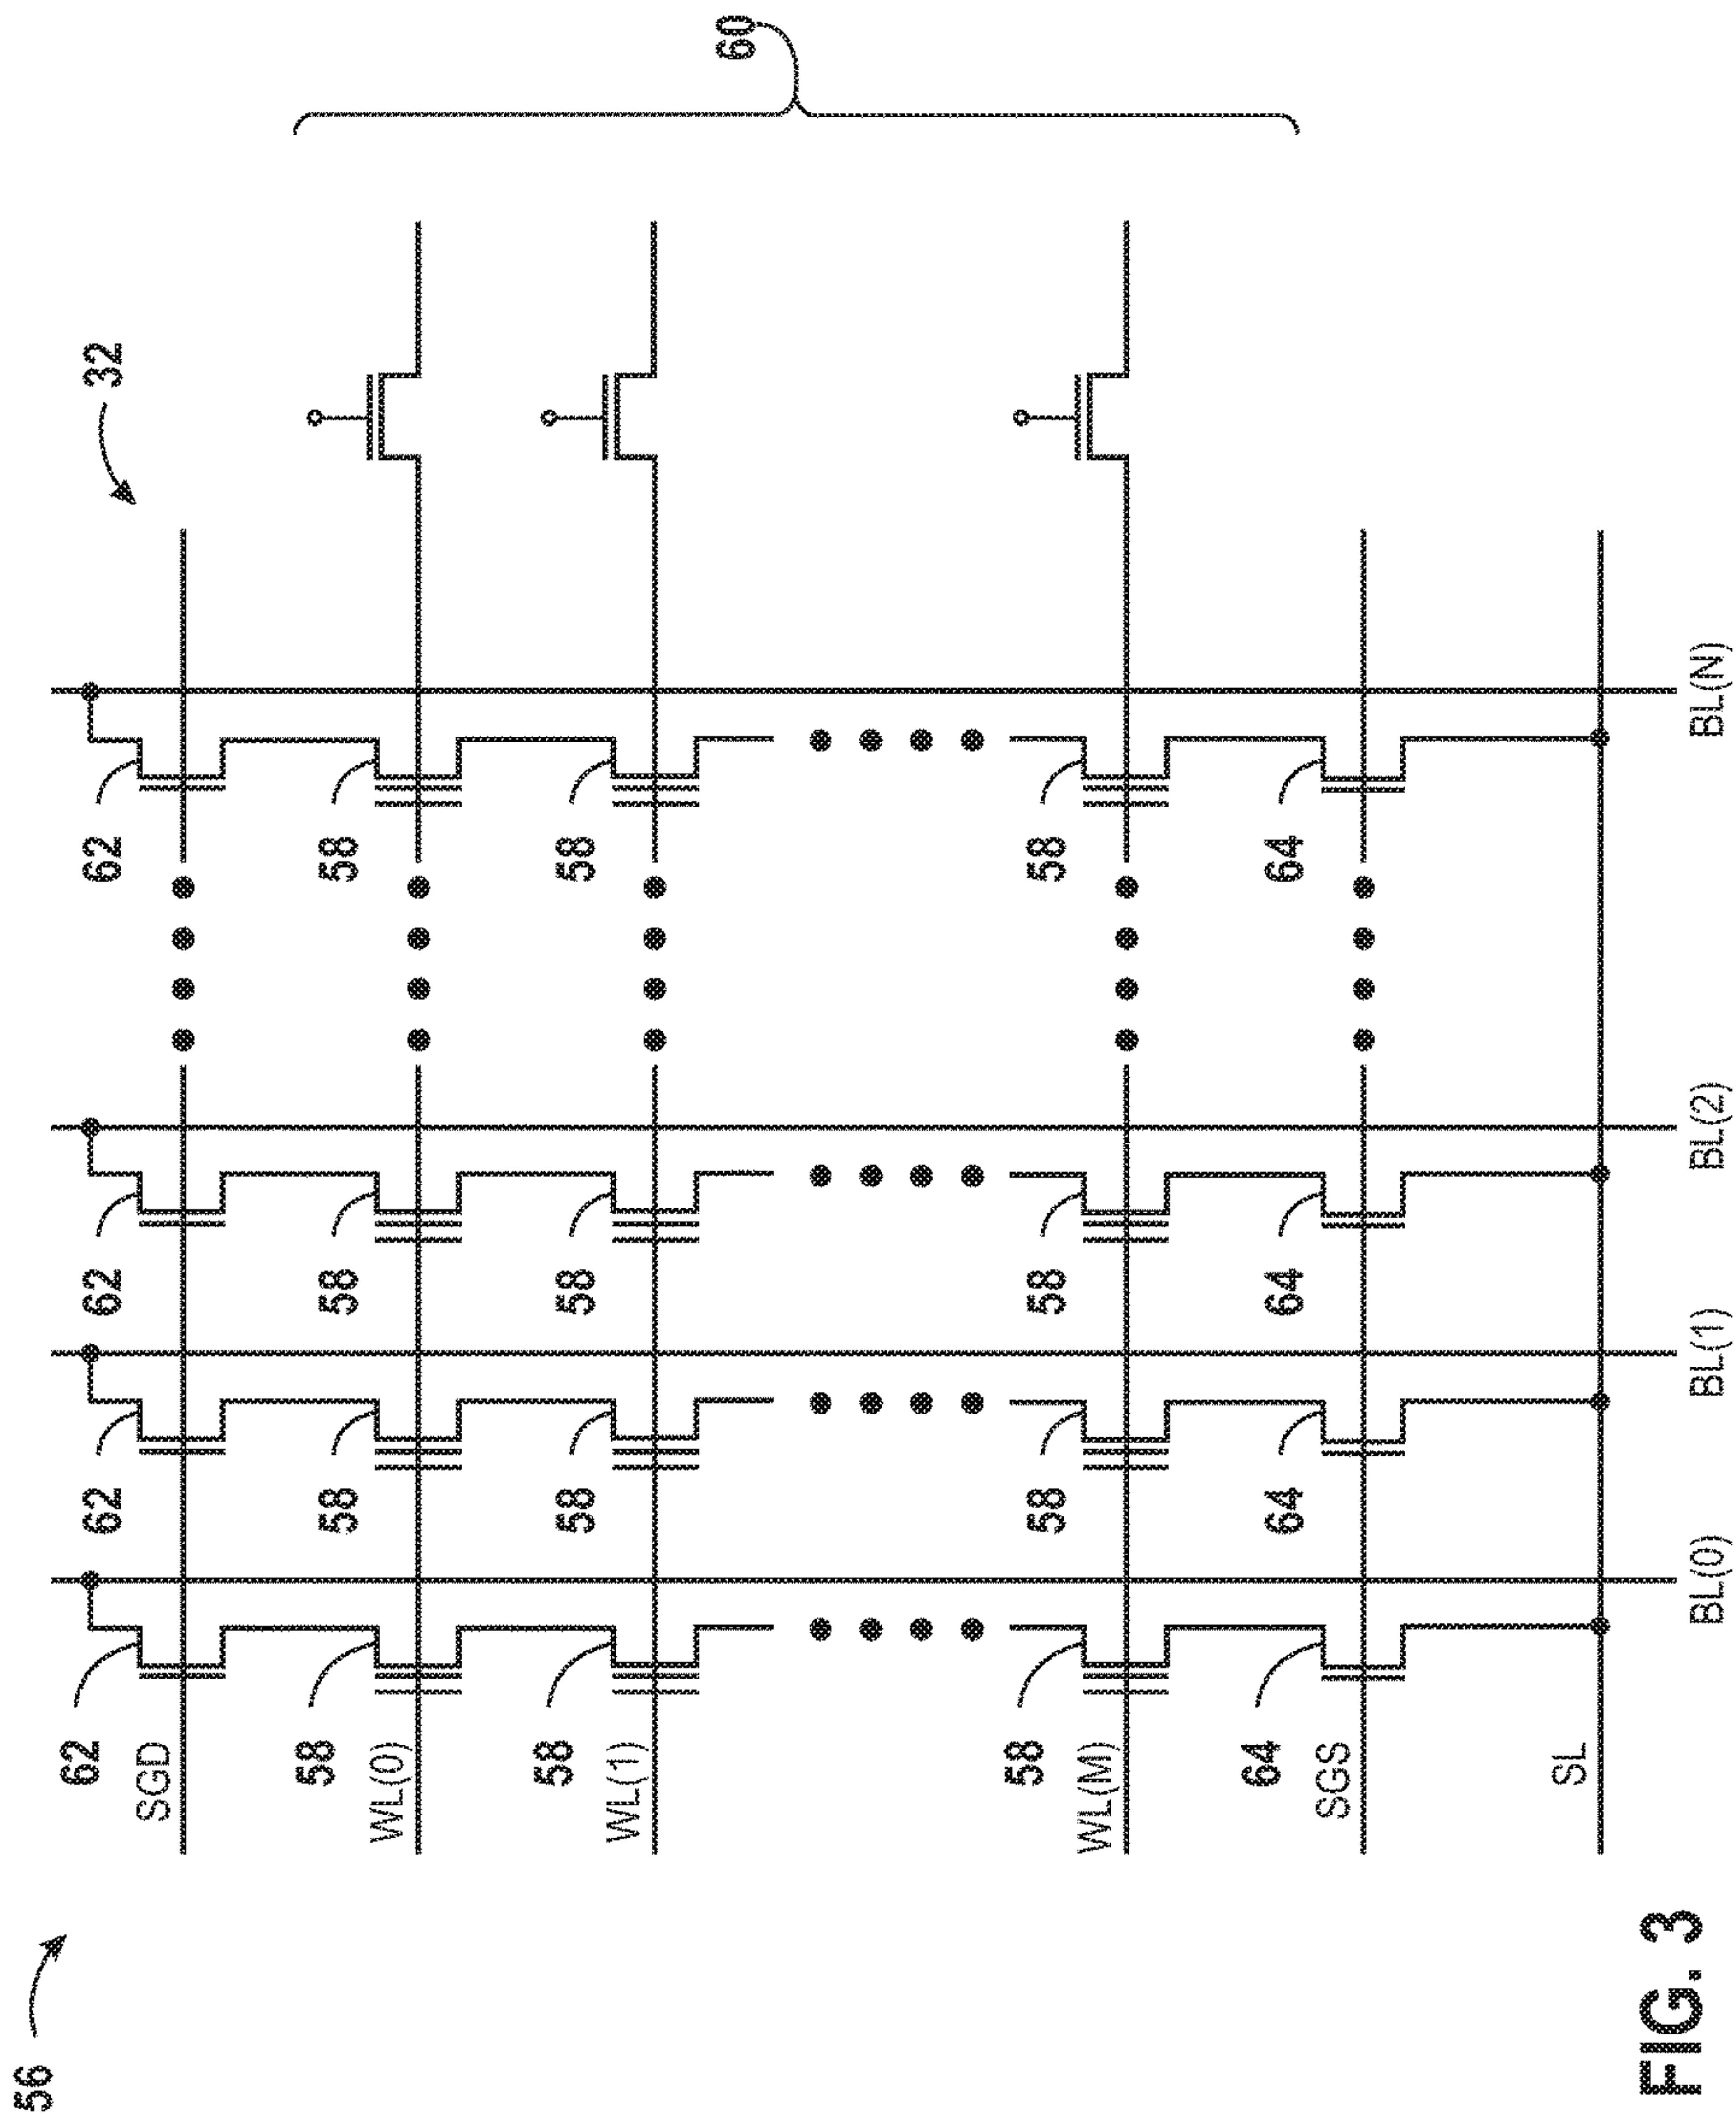 56
62 62 62 62 32
SGD
58 58 58 58
WL(0)
58 58 58 58
WL(1)
60
58 58 58 58
WL(M)
64 64 64 64
SGS
SL
BL(0) BL(1) BL(2) BL(N)
FIG. 3